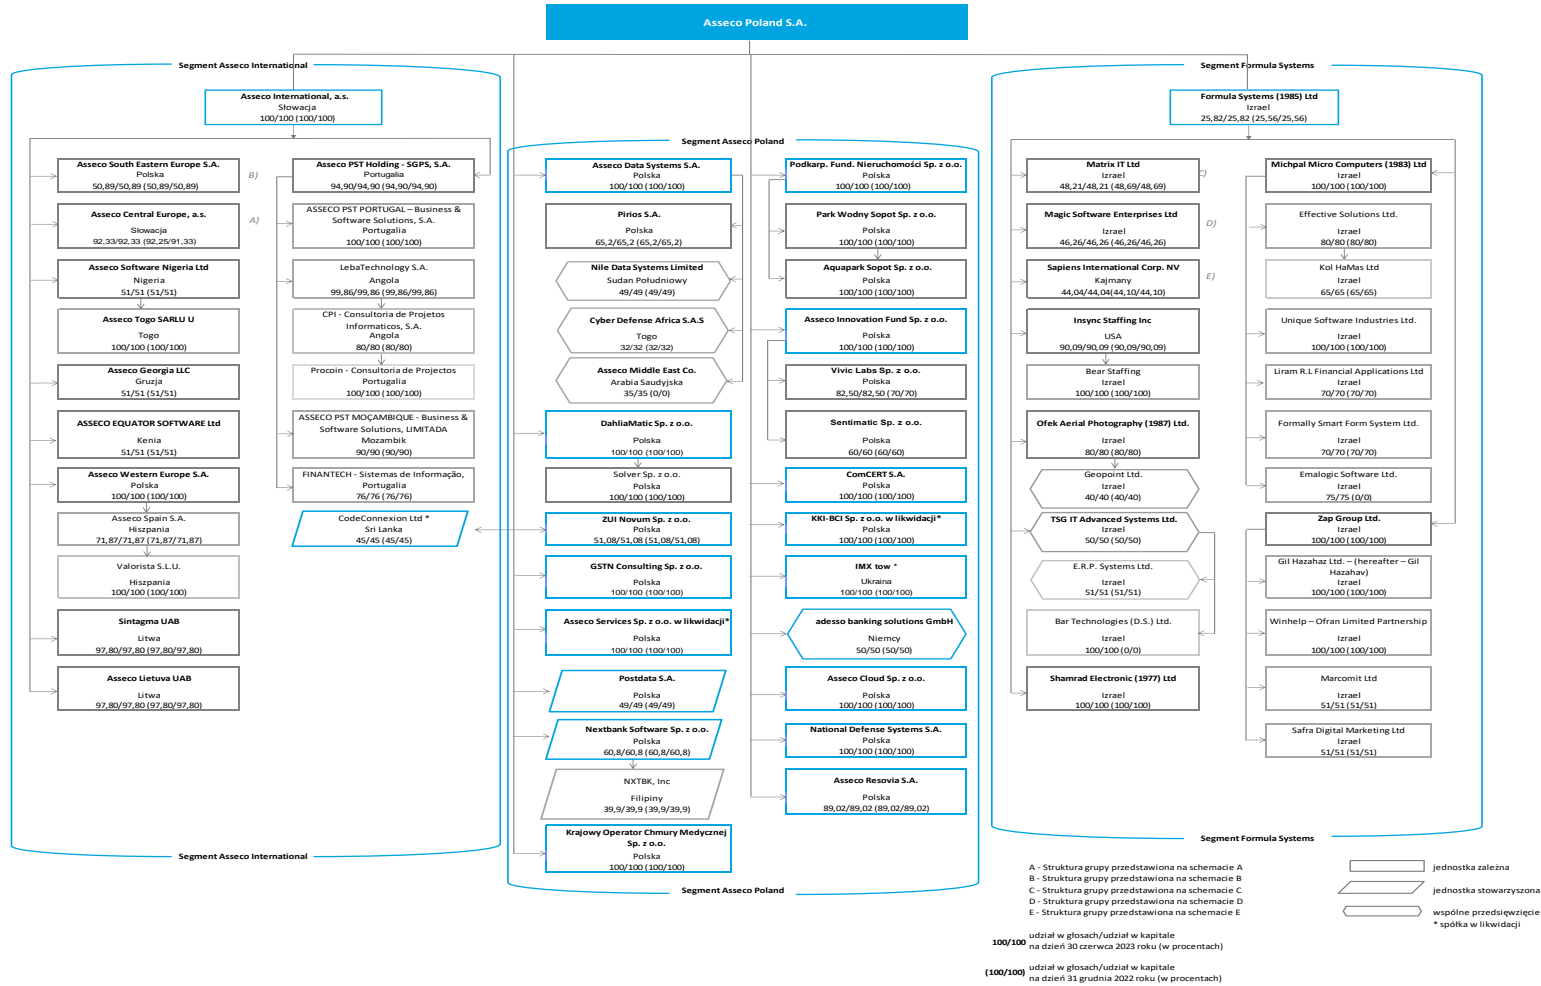 Asseco Poland S.A.
Segment Asseco International
Asseco International, a.s.
Słowacja
100/100 (100/100)
Asseco South Eastern Europe S.A.
Polska
50,89/50,89 (50,89/50,89)
B)
Asseco Central Europe, a.s.
Słowacja
92,33/92,33 (92,25/91,33)
A)
Asseco Software Nigeria Ltd
Nigeria
51/51 (51/51)
Asseco Togo SARLU U
Togo
100/100 (100/100)
Asseco Georgia LLC
Gruzja
51/51 (51/51)
ASSECO EQUATOR SOFTWARE Ltd
Kenia
51/51 (51/51)
Asseco Western Europe S.A.
Polska
100/100 (100/100)
Asseco Spain S.A.
Hiszpania
71,87/71,87 (71,87/71,87)
Valorista S.L.U.
Hiszpania
100/100 (100/100)
Sintagma UAB
Litwa
97,80/97,80 (97,80/97,80)
Asseco Lietuva UAB
Litwa
97,80/97,80 (97,80/97,80)
Asseco PST Holding - SGPS, S.A.
Portugalia
94,90/94,90 (94,90/94,90)
ASSECO PST PORTUGAL – Business &
Software Solutions, S.A.
Portugalia
100/100 (100/100)
LebaTechnology S.A.
Angola
99,86/99,86 (99,86/99,86)
CPI - Consultoria de Projetos
Informaticos, S.A.
Angola
80/80 (80/80)
Procoin - Consultoria de Projectos
Portugalia
100/100 (100/100)
ASSECO PST MOÇAMBIQUE - Business &
Software Solutions, LIMITADA
Mozambik
90/90 (90/90)
FINANTECH - Sistemas de Informação,
Portugalia
76/76 (76/76)
CodeConnexion Ltd *
Sri Lanka
45/45 (45/45)
Segment Asseco International
Segment Asseco Poland
Asseco Data Systems S.A.
Polska
100/100 (100/100)
Pirios S.A.
Polska
65,2/65,2 (65,2/65,2)
Nile Data Systems Limited
Sudan Południowy
49/49 (49/49)
Cyber Defense Africa S.A.S
Togo
32/32 (32/32)
Asseco Middle East Co.
Arabia Saudyjska
35/35 (0/0)
DahliaMatic Sp. z o.o.
Polska
100/100 (100/100)
Solver Sp. z o.o.
Polska
100/100 (100/100)
ZUI Novum Sp. z o.o.
Polska
51,08/51,08 (51,08/51,08)
GSTN Consulting Sp. z o.o.
Polska
100/100 (100/100)
Asseco Services Sp. z o.o. w likwidacji*
Polska
100/100 (100/100)
Postdata S.A.
Polska
49/49 (49/49)
Nextbank Software Sp. z o.o.
Polska
60,8/60,8 (60,8/60,8)
NXTBK, Inc
Filipiny
39,9/39,9 (39,9/39,9)
Krajowy Operator Chmury Medycznej
Sp. z o.o.
Polska
100/100 (100/100)
Podkarp. Fund. Nieruchomości Sp. z o.o.
Polska
100/100 (100/100)
Park Wodny Sopot Sp. z o.o.
Polska
100/100 (100/100)
Aquapark Sopot Sp. z o.o.
Polska
100/100 (100/100)
Asseco Innovation Fund Sp. z o.o.
Polska
100/100 (100/100)
Vivic Labs Sp. z o.o.
Polska
82,50/82,50 (70/70)
Sentimatic Sp. z o.o.
Polska
60/60 (60/60)
ComCERT S.A.
Polska
100/100 (100/100)
KKI-BCI Sp. z o.o. w likwidacji*
Polska
100/100 (100/100)
IMX tow *
Ukraina
100/100 (100/100)
adesso banking solutions GmbH
Niemcy
50/50 (50/50)
Asseco Cloud Sp. z o.o.
Polska
100/100 (100/100)
National Defense Systems S.A.
Polska
100/100 (100/100)
Asseco Resovia S.A.
Polska
89,02/89,02 (89,02/89,02)
Segment Asseco Poland
Segment Formula Systems
Formula Systems (1985) Ltd
Izrael
25,82/25,82 (25,56/25,56)
Matrix IT Ltd
Izrael
48,21/48,21 (48,69/48,69)
C)
Magic Software Enterprises Ltd
Izrael
46,26/46,26 (46,26/46,26)
D)
Sapiens International Corp. NV
Kajmany
44,04/44,04(44,10/44,10)
E)
Insync Staffing Inc
USA
90,09/90,09 (90,09/90,09)
Bear Staffing
Izrael
100/100 (100/100)
Ofek Aerial Photography (1987) Ltd.
Izrael
80/80 (80/80)
Geopoint Ltd.
Izrael
40/40 (40/40)
TSG IT Advanced Systems Ltd.
Izrael
50/50 (50/50)
E.R.P. Systems Ltd.
Izrael
51/51 (51/51)
Bar Technologies (D.S.) Ltd.
Izrael
100/100 (0/0)
Shamrad Electronic (1977) Ltd
Izrael
100/100 (100/100)
Michpal Micro Computers (1983) Ltd
Izrael
100/100 (100/100)
Effective Solutions Ltd.
Izrael
80/80 (80/80)
Kol HaMas Ltd
Izrael
65/65 (65/65)
Unique Software Industries Ltd.
Izrael
100/100 (100/100)
Liram R.L Financial Applications Ltd
Izrael
70/70 (70/70)
Formally Smart Form System Ltd.
Izrael
70/70 (70/70)
Emalogic Software Ltd.
Izrael
75/75 (0/0)
Zap Group Ltd.
Izrael
100/100 (100/100)
Gil Hazahaz Ltd. – (hereafter – Gil
Hazahav)
Izrael
100/100 (100/100)
Winhelp – Ofran Limited Partnership
Izrael
100/100 (100/100)
Marcomit Ltd
Izrael
51/51 (51/51)
Safra Digital Marketing Ltd
Izrael
51/51 (51/51)
Segment Formula Systems
A - Struktura grupy przedstawiona na schemacie A
B - Struktura grupy przedstawiona na schemacie B
C - Struktura grupy przedstawiona na schemacie C
D - Struktura grupy przedstawiona na schemacie D
E - Struktura grupy przedstawiona na schemacie E
jednostka zależna
jednostka stowarzyszona
wspólne przedsięwzięcie
* spółka w likwidacji
100/100 udział w głosach/udział w kapitale
na dzień 30 czerwca 2023 roku (w procentach)
(100/100) udział w głosach/udział w kapitale
na dzień 31 grudnia 2022 roku (w procentach)